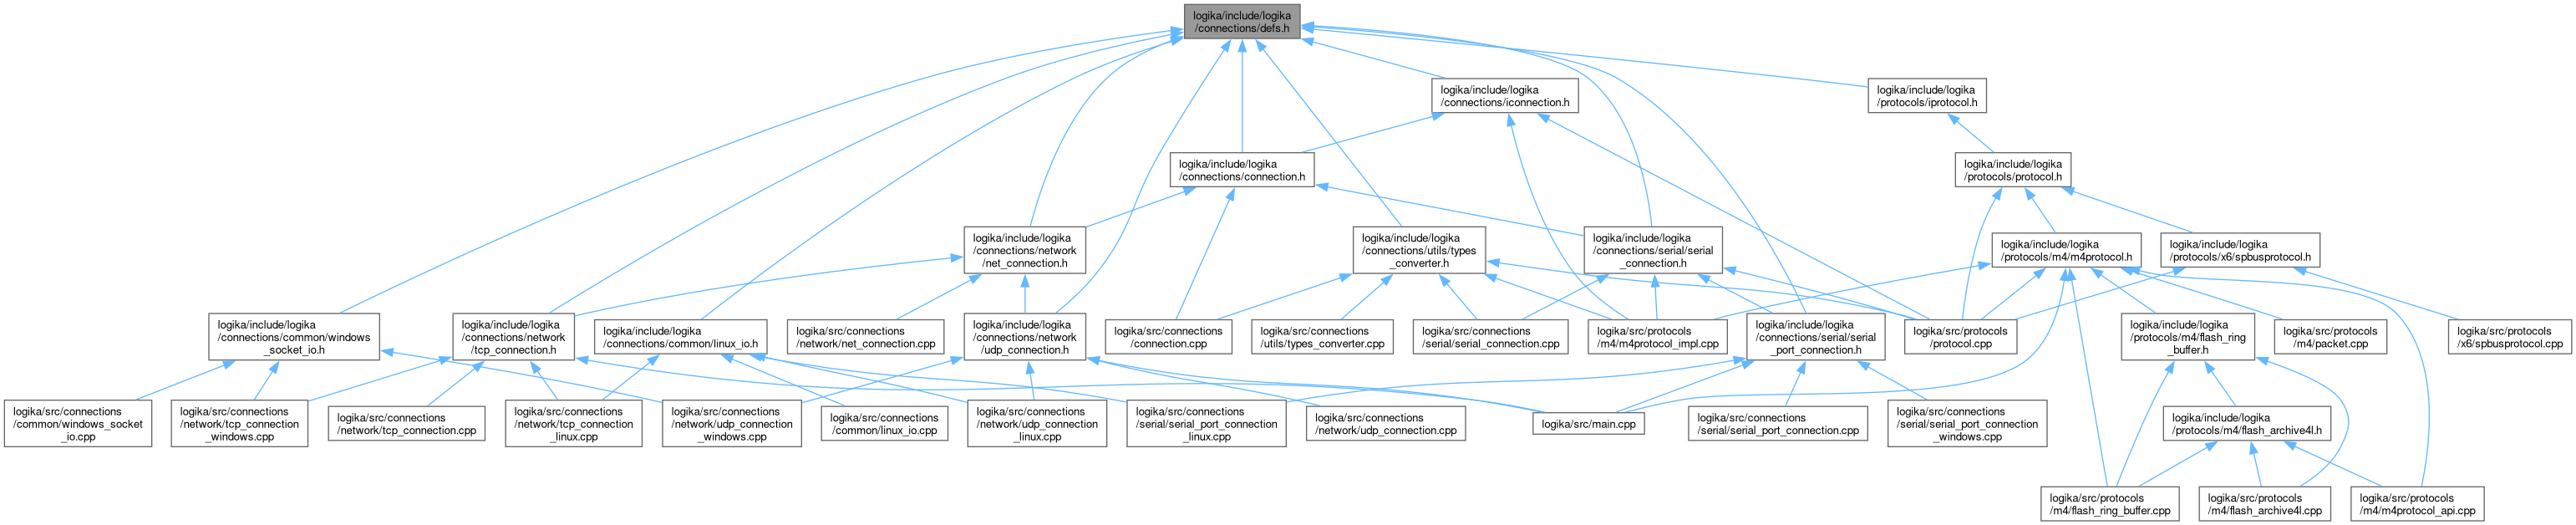 logika/include/logika
/connections/defs.h
logika/include/logika
/connections/iconnection.h
logika/include/logika
/protocols/iprotocol.h
logika/include/logika
/connections/connection.h
logika/include/logika
/protocols/protocol.h
logika/include/logika
/connections/network
/net_connection.h
logika/include/logika
/connections/utils/types
_converter.h
logika/include/logika
/connections/serial/serial
_connection.h
logika/include/logika
/protocols/m4/m4protocol.h
logika/include/logika
/protocols/x6/spbusprotocol.h
logika/include/logika
/connections/common/windows
_socket_io.h
logika/include/logika
/connections/network
/tcp_connection.h
logika/include/logika
/connections/common/linux_io.h
logika/src/connections
/network/net_connection.cpp
logika/include/logika
/connections/network
/udp_connection.h
logika/src/connections
/connection.cpp
logika/src/connections
/utils/types_converter.cpp
logika/src/connections
/serial/serial_connection.cpp
logika/src/protocols
/m4/m4protocol_impl.cpp
logika/include/logika
/connections/serial/serial
_port_connection.h
logika/src/protocols
/protocol.cpp
logika/include/logika
/protocols/m4/flash_ring
_buffer.h
logika/src/protocols
/m4/packet.cpp
logika/src/protocols
/x6/spbusprotocol.cpp
logika/src/connections
/common/windows_socket
_io.cpp
logika/src/connections
/network/tcp_connection
_windows.cpp
logika/src/connections
/network/tcp_connection.cpp
logika/src/connections
/network/tcp_connection
_linux.cpp
logika/src/connections
/network/udp_connection
_windows.cpp
logika/src/connections
/common/linux_io.cpp
logika/src/connections
/network/udp_connection
_linux.cpp
logika/src/connections
/serial/serial_port_connection
_linux.cpp
logika/src/connections
/network/udp_connection.cpp
logika/src/main.cpp
logika/src/connections
/serial/serial_port_connection.cpp
logika/src/connections
/serial/serial_port_connection
_windows.cpp
logika/include/logika
/protocols/m4/flash_archive4l.h
logika/src/protocols
/m4/flash_ring_buffer.cpp
logika/src/protocols
/m4/flash_archive4l.cpp
logika/src/protocols
/m4/m4protocol_api.cpp